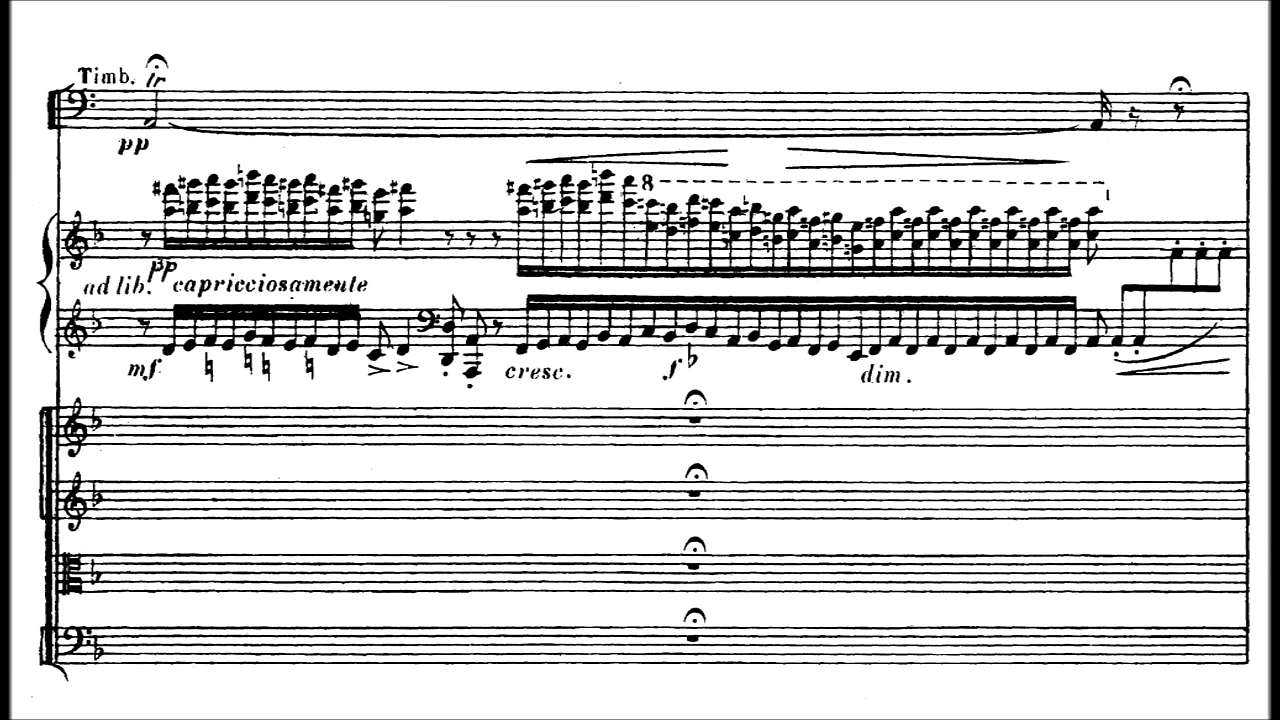 Timb. tr
pp
8
pp
ad lib. capricciosamente
mf cresc. f dim.